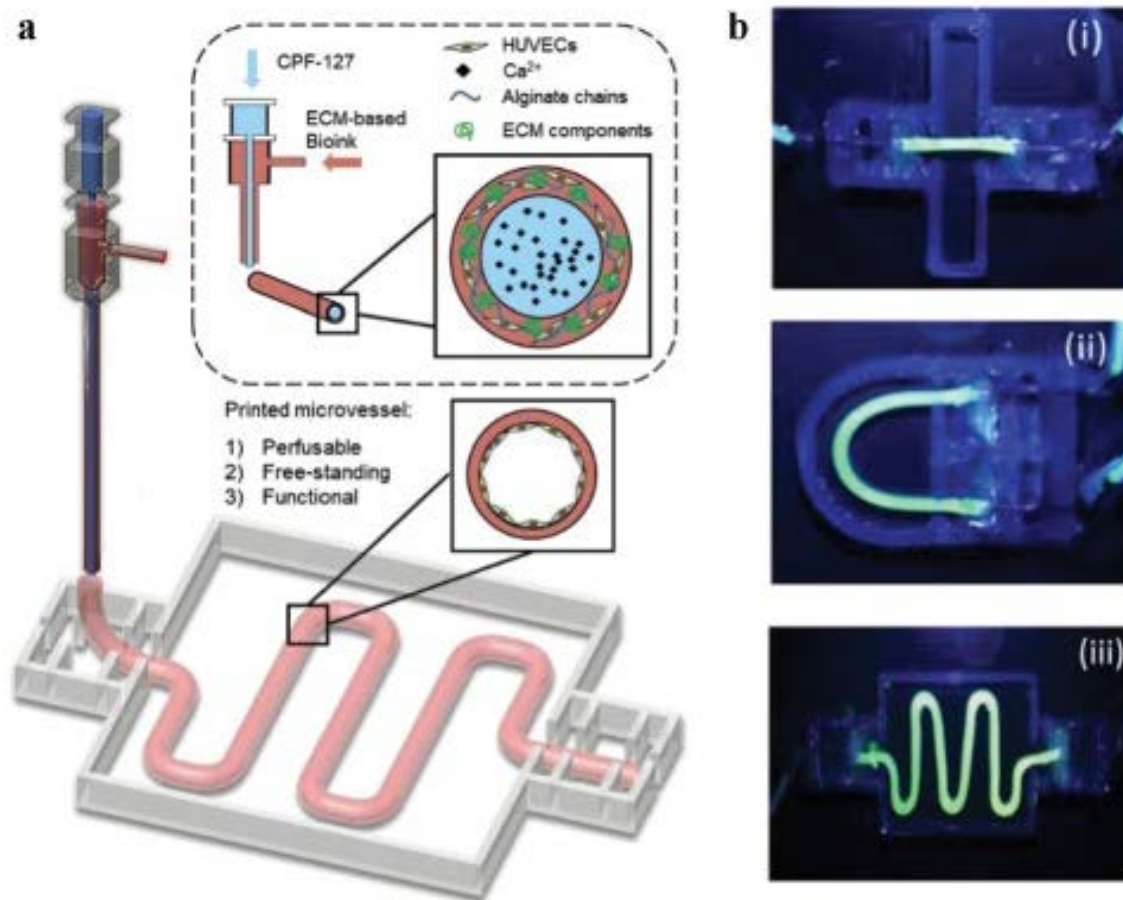 a
CPF-127
ECM-based
Bioink
HUVECs
Ca²⁺
Alginate chains
ECM components
Printed microvessel:
1) Perfusable
2) Free-standing
3) Functional
b
(i)
(ii)
(iii)